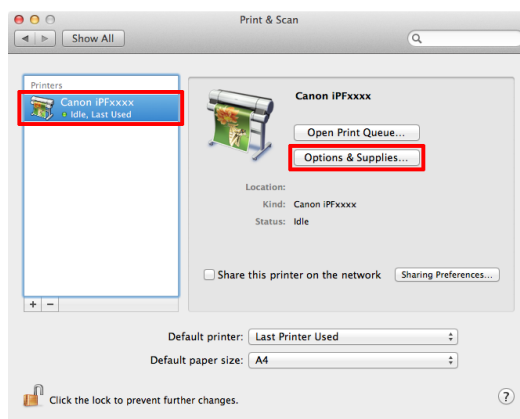 Print & Scan
Show All
Printers
Canon iPFxxxx
Idle, Last Used
Canon iPFxxxx
Open Print Queue...
Options & Supplies...
Location:
Kind: Canon iPFxxxx
Status: Idle
Share this printer on the network Sharing Preferences...
+ −
Default printer: Last Printer Used
Default paper size: A4
Click the lock to prevent further changes.
?